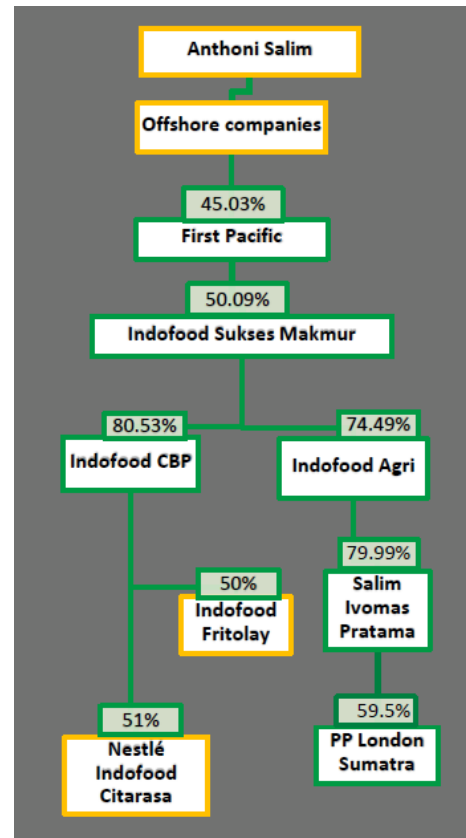 Anthoni Salim
Offshore companies
45.03%
First Pacific
50.09%
Indofood Sukses Makmur
80.53%
Indofood CBP
74.49%
Indofood Agri
50%
Indofood
Fritolay
79.99%
Salim
Ivomas
Pratama
51%
Nestlé
Indofood
Citarasa
59.5%
PP London
Sumatra